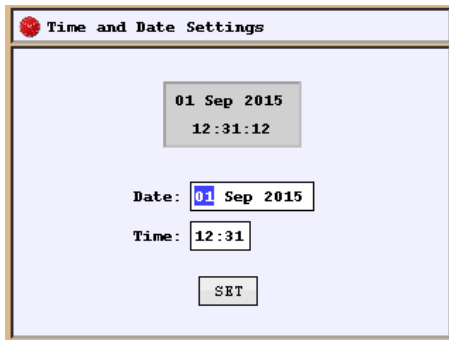 Time and Date Settings
01 Sep 2015
12:31:12
Date: 01 Sep 2015
Time: 12:31
SET